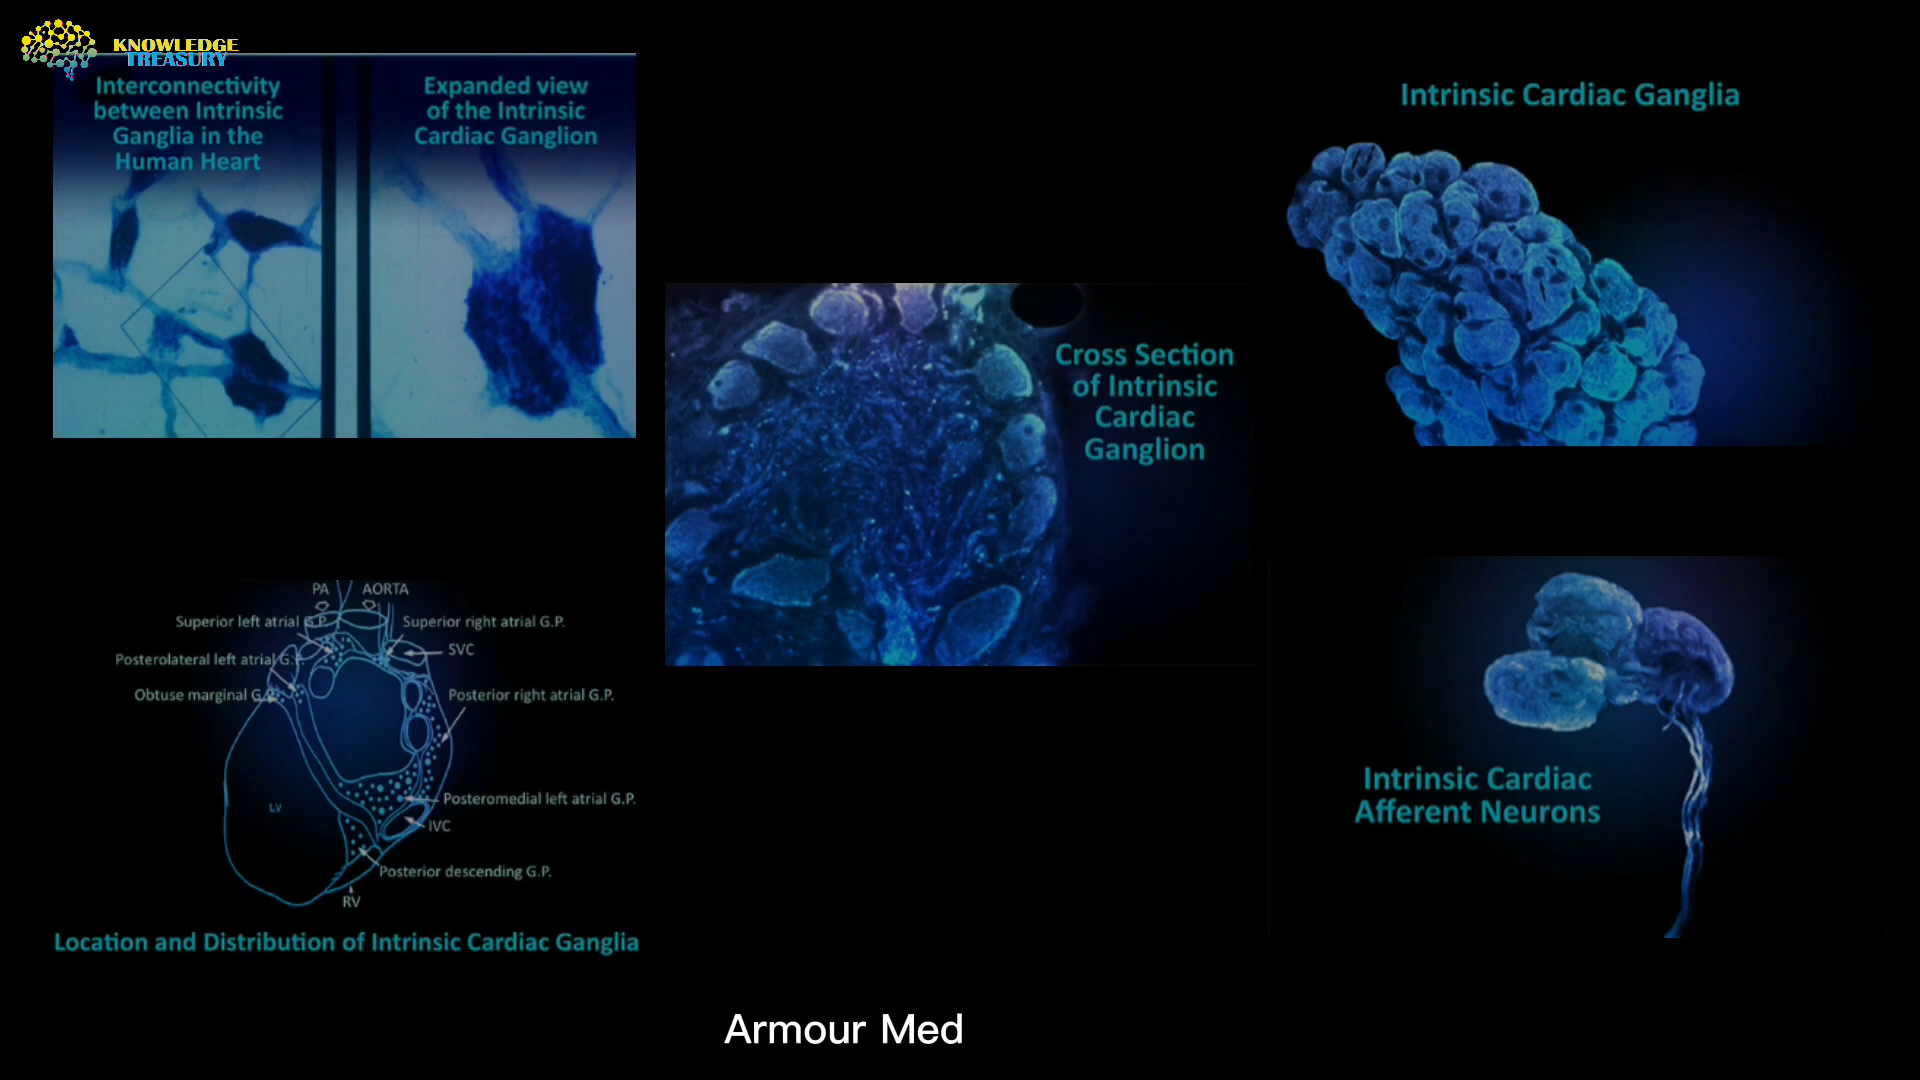 KNOWLEDGE
TREASURY
Interconnectivity
between Intrinsic
Ganglia in the
Human Heart
Expanded view
of the Intrinsic
Cardiac Ganglion
Intrinsic Cardiac Ganglia
Cross Section
of Intrinsic
Cardiac
Ganglion
PA
AORTA
Superior left atrial G.P.
Superior right atrial G.P.
SVC
Posterolateral left atrial G.P.
Obtuse marginal G.P.
Posterior right atrial G.P.
LV
Posteromedial left atrial G.P.
IVC
Posterior descending G.P.
RV
Location and Distribution of Intrinsic Cardiac Ganglia
Intrinsic Cardiac
Afferent Neurons
Armour Med